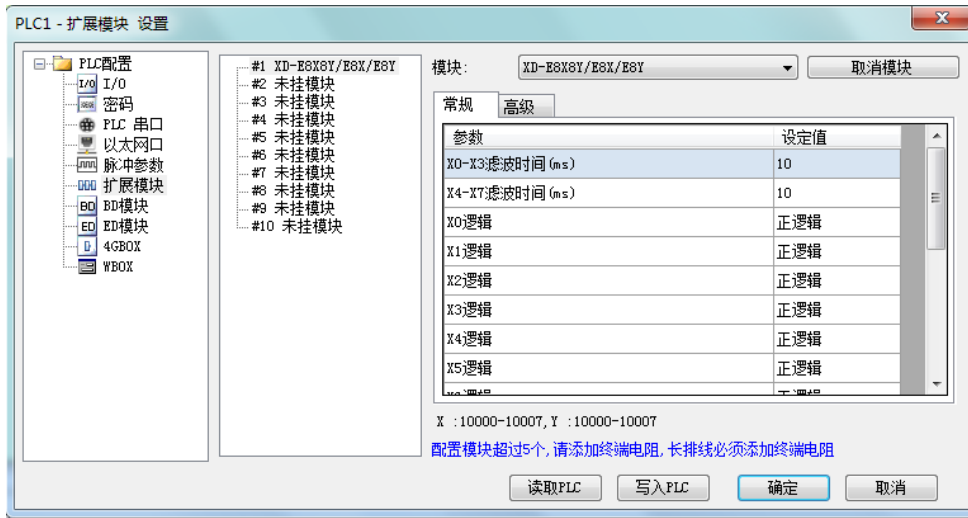 PLC1 - 扩展模块 设置
PLC配置
I/O I/O
密码
PLC 串口
以太网口
脉冲参数
扩展模块
BD BD模块
ED ED模块
4GBOX
WBOX
#1 XD-E8X8Y/E8X/E8Y
#2 未挂模块
#3 未挂模块
#4 未挂模块
#5 未挂模块
#6 未挂模块
#7 未挂模块
#8 未挂模块
#9 未挂模块
#10 未挂模块
模块: XD-E8X8Y/E8X/E8Y 取消模块
常规 高级
参数 设定值
X0-X3滤波时间(ms) 10
X4-X7滤波时间(ms) 10
X0逻辑 正逻辑
X1逻辑 正逻辑
X2逻辑 正逻辑
X3逻辑 正逻辑
X4逻辑 正逻辑
X5逻辑 正逻辑
X :10000-10007,Y :10000-10007
配置模块超过5个,请添加终端电阻,长排线必须添加终端电阻
读取PLC 写入PLC 确定 取消